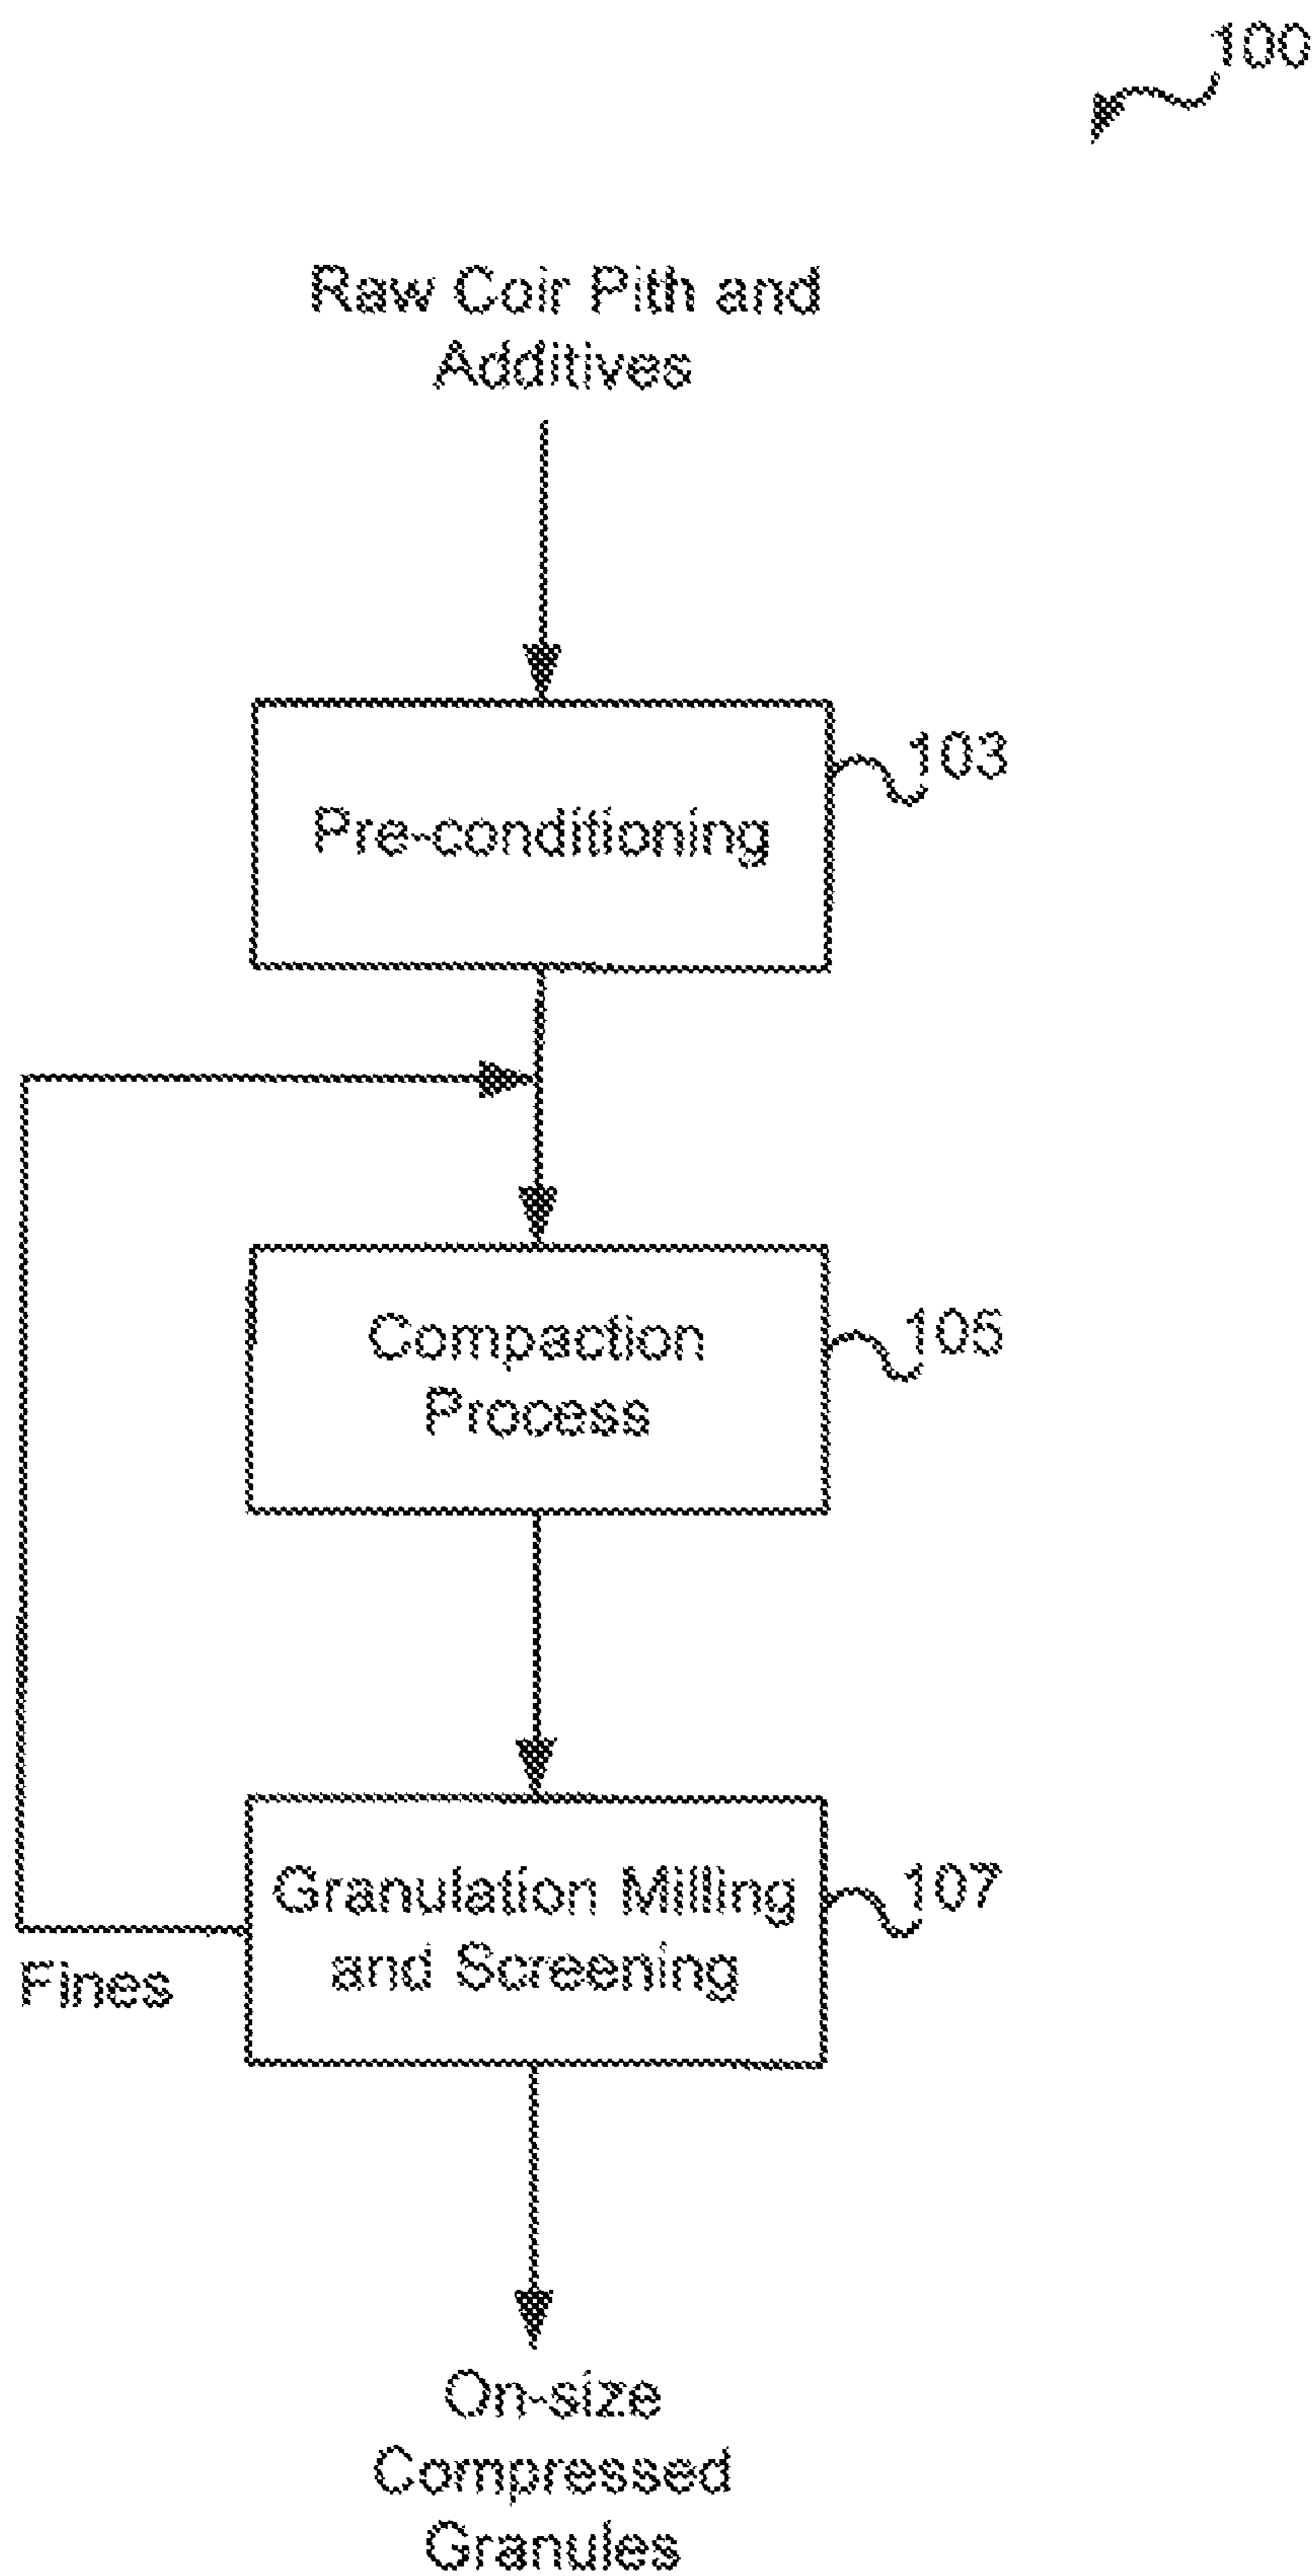 100
Raw Coir Pith and
Additives
Pre-conditioning
103
Compaction
Process
105
Granulation Milling
and Screening
107
Fines
On-size
Compressed
Granules